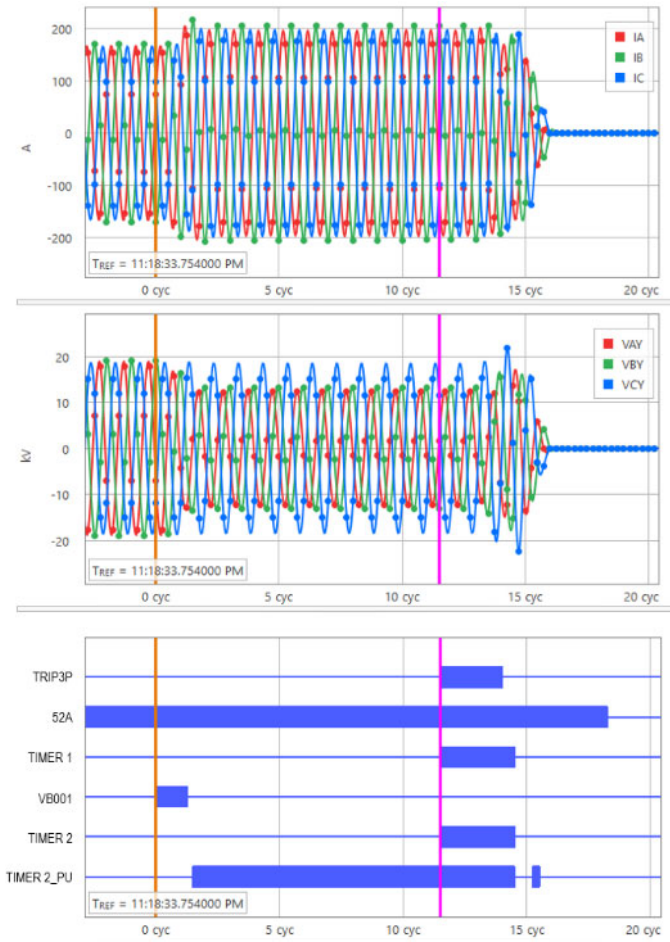 200
100
0
-100
-200
A
IA
IB
IC
TREF = 11:18:33.754000 PM
0 cyc 5 cyc 10 cyc 15 cyc 20 cyc
20
10
0
-10
-20
kV
VAY
VBY
VCY
TREF = 11:18:33.754000 PM
0 cyc 5 cyc 10 cyc 15 cyc 20 cyc
TRIP3P
52A
TIMER 1
VB001
TIMER 2
TIMER 2_PU
TREF = 11:18:33.754000 PM
0 cyc 5 cyc 10 cyc 15 cyc 20 cyc